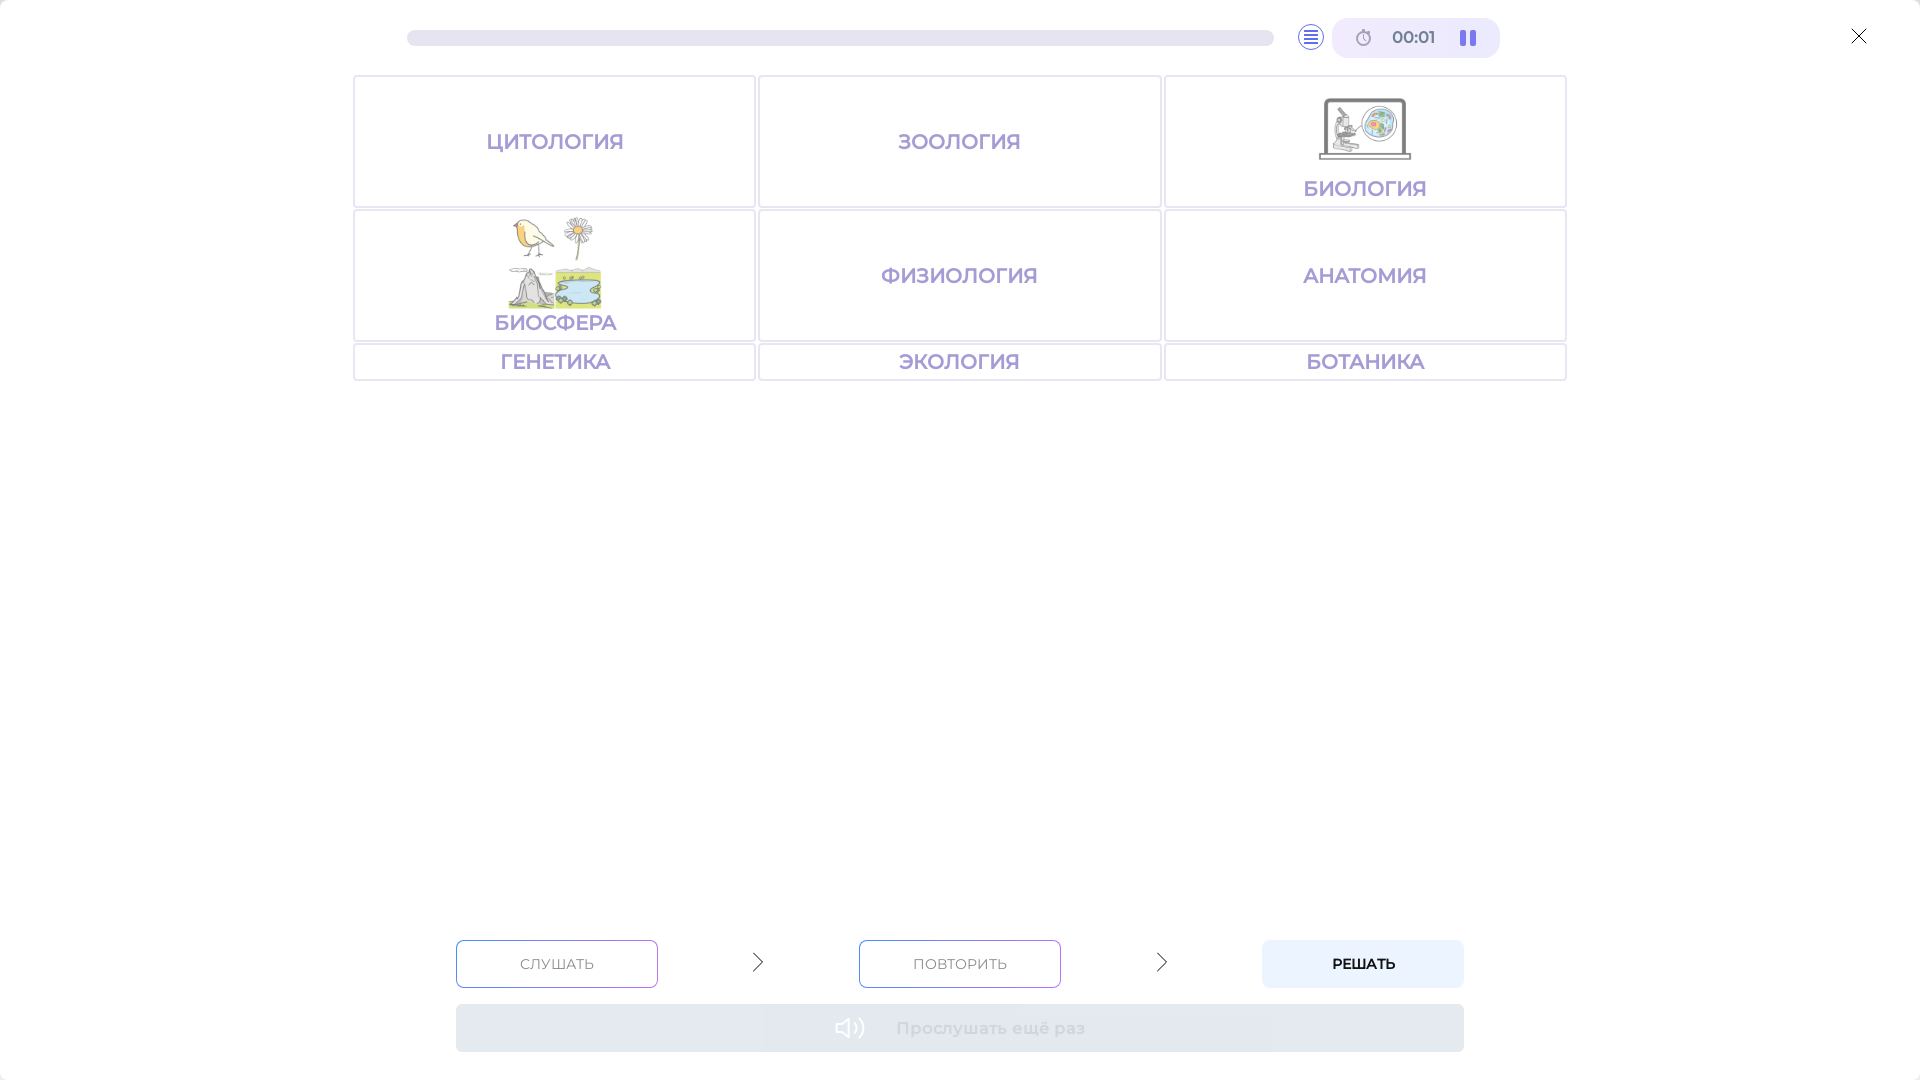 00:01
ЦИТОЛОГИЯ
ЗООЛОГИЯ
БИОЛОГИЯ
БИОСФЕРА
ФИЗИОЛОГИЯ
АНАТОМИЯ
ГЕНЕТИКА
ЭКОЛОГИЯ
БОТАНИКА
СЛУШАТЬ
ПОВТОРИТЬ
РЕШАТЬ
Прослушать ещё раз